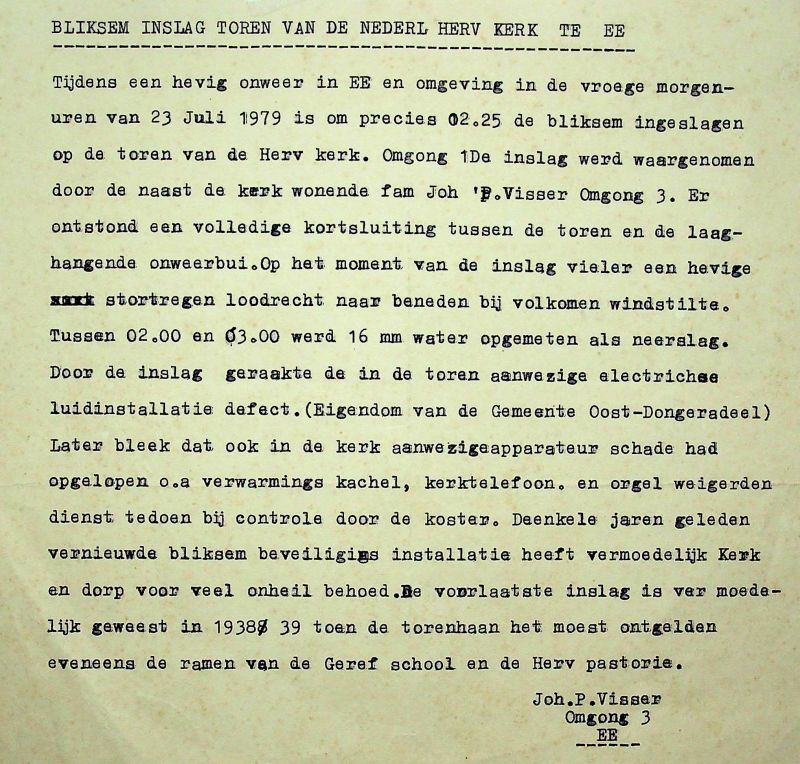 BLIKSEM INSLAG TOREN VAN DE NEDERL HERV KERK TE EE
Tijdens een hevig onweer in EE en omgeving in de vroege morgen-
uren van 23 Juli 1979 is om precies 02.25 de bliksem ingeslagen
op de toren van de Herv kerk. Omgong 1De inslag werd waargenomen
door de naast de kerk wonende fam Joh 'P.Visser Omgong 3. Er
ontstond een volledige kortsluiting tussen de toren en de laag-
hangende onweerbui.Op het moment van de inslag vieler een hevige
stortregen loodrecht naar beneden bij volkomen windstilte.
Tussen 02.00 en 03.00 werd 16 mm water opgemeten als neerslag.
Door de inslag geraakte de in de toren aanwezige electrichse
luidinstallatie defect.(Eigendom van de Gemeente Oost-Dongeradeel)
Later bleek dat ook in de kerk aanwezigeapparateur schade had
opgelopen o.a verwarmings kachel, kerktelefoon. en orgel weigerden
dienst tedoen bij controle door de koster. Deenkele jaren geleden
vernieuwde bliksem beveiligigs installatie heeft vermoedelijk Kerk
en dorp voor veel onheil behoed.De voorlaatste inslag is ver moede-
lijk geweest in 1938/ 39 toen de torenhaan het moest ontgelden
eveneens de ramen van de Geref school en de Herv pastorie.
Joh.P.Visser
Omgong 3
EE